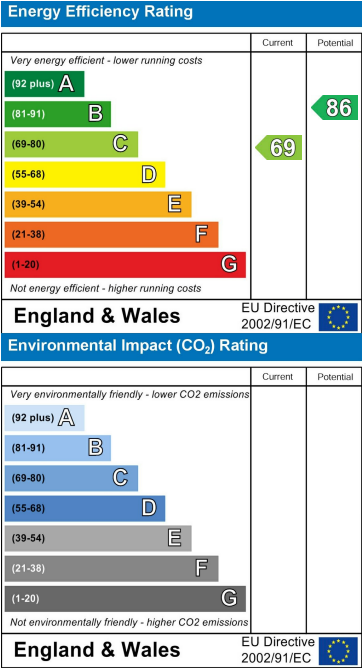 Energy Efficiency Rating
Current Potential
Very energy efficient - lower running costs
(92 plus) A
(81-91) B
(69-80) C
(55-68) D
(39-54) E
(21-38) F
(1-20) G
69
86
Not energy efficient - higher running costs
England & Wales
EU Directive
2002/91/EC
Environmental Impact (CO₂) Rating
Current Potential
Very environmentally friendly - lower CO2 emissions
(92 plus) A
(81-91) B
(69-80) C
(55-68) D
(39-54) E
(21-38) F
(1-20) G
Not environmentally friendly - higher CO2 emissions
England & Wales
EU Directive
2002/91/EC